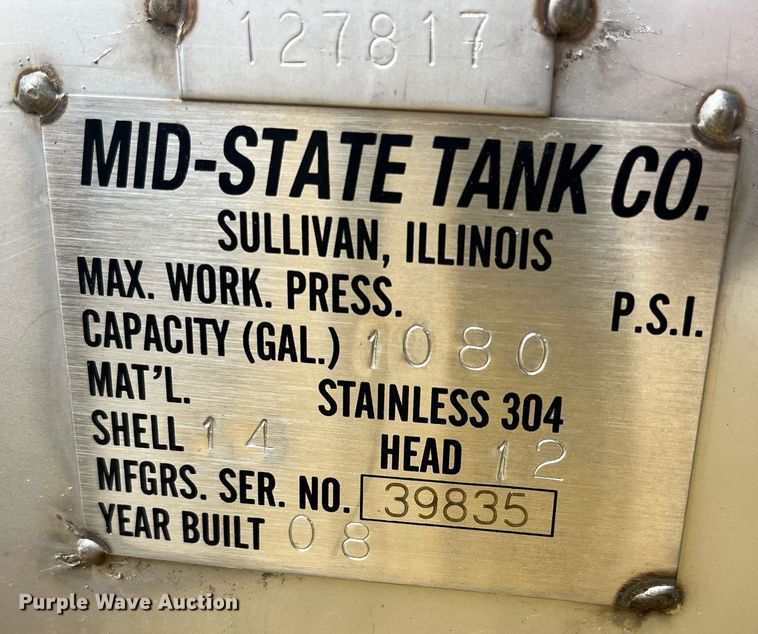 127817
MID-STATE TANK CO.
SULLIVAN, ILLINOIS
MAX. WORK. PRESS. P.S.I.
CAPACITY (GAL.) 1080
MAT'L. STAINLESS 304
SHELL 14 HEAD 12
MFGRS. SER. NO. 39835
YEAR BUILT 08
Purple Wave Auction